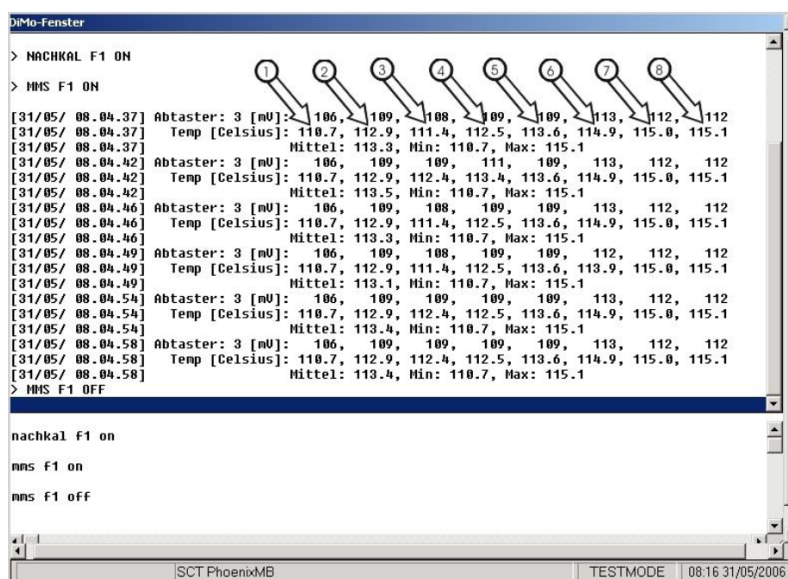 DiMo-Fenster
> NACHKAL F1 ON
1 2 3 4 5 6 7 8
> MMS F1 ON
[31/05/ 08.04.37] Abtaster: 3 [mV]: 106, 109, 108, 109, 109, 113, 112, 112
[31/05/ 08.04.37] Temp [Celsius]: 110.7, 112.9, 111.4, 112.5, 113.6, 114.9, 115.0, 115.1
[31/05/ 08.04.37] Mittel: 113.3, Min: 110.7, Max: 115.1
[31/05/ 08.04.42] Abtaster: 3 [mV]: 106, 109, 109, 111, 109, 113, 112, 112
[31/05/ 08.04.42] Temp [Celsius]: 110.7, 112.9, 112.4, 113.4, 113.6, 114.9, 115.0, 115.1
[31/05/ 08.04.42] Mittel: 113.5, Min: 110.7, Max: 115.1
[31/05/ 08.04.46] Abtaster: 3 [mV]: 106, 109, 108, 109, 109, 113, 112, 112
[31/05/ 08.04.46] Temp [Celsius]: 110.7, 112.9, 111.4, 112.5, 113.6, 114.9, 115.0, 115.1
[31/05/ 08.04.46] Mittel: 113.3, Min: 110.7, Max: 115.1
[31/05/ 08.04.49] Abtaster: 3 [mV]: 106, 109, 108, 109, 109, 112, 112, 112
[31/05/ 08.04.49] Temp [Celsius]: 110.7, 112.9, 111.4, 112.5, 113.6, 113.9, 115.0, 115.1
[31/05/ 08.04.49] Mittel: 113.1, Min: 110.7, Max: 115.1
[31/05/ 08.04.54] Abtaster: 3 [mV]: 106, 109, 109, 109, 109, 113, 112, 112
[31/05/ 08.04.54] Temp [Celsius]: 110.7, 112.9, 112.4, 112.5, 113.6, 114.9, 115.0, 115.1
[31/05/ 08.04.54] Mittel: 113.4, Min: 110.7, Max: 115.1
[31/05/ 08.04.58] Abtaster: 3 [mV]: 106, 109, 109, 109, 109, 113, 112, 112
[31/05/ 08.04.58] Temp [Celsius]: 110.7, 112.9, 112.4, 112.5, 113.6, 114.9, 115.0, 115.1
[31/05/ 08.04.58] Mittel: 113.4, Min: 110.7, Max: 115.1
> MMS F1 OFF
nachkal f1 on
mms f1 on
mms f1 off
SCT PhoenixMB TESTMODE 08:16 31/05/2006